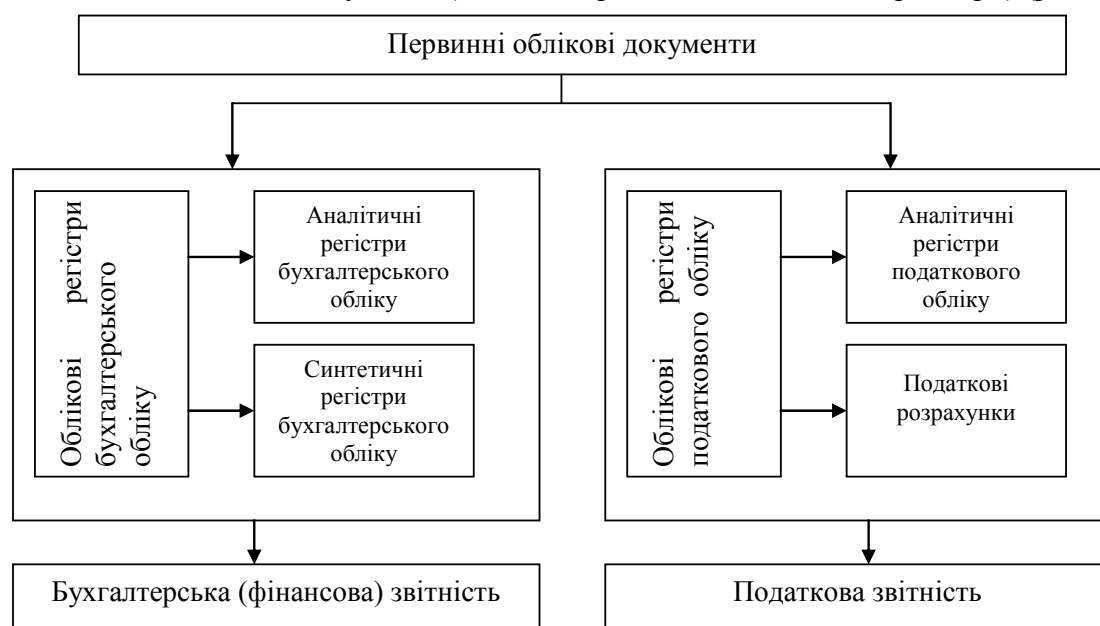 Первинні облікові документи
Облікові регістри
бухгалтерського
обліку
Аналітичні
регістри
бухгалтерського
обліку
Синтетичні
регістри
бухгалтерського
обліку
Облікові регістри
податкового обліку
Аналітичні
регістри
податкового
обліку
Податкові
розрахунки
Бухгалтерська (фінансова) звітність
Податкова звітність